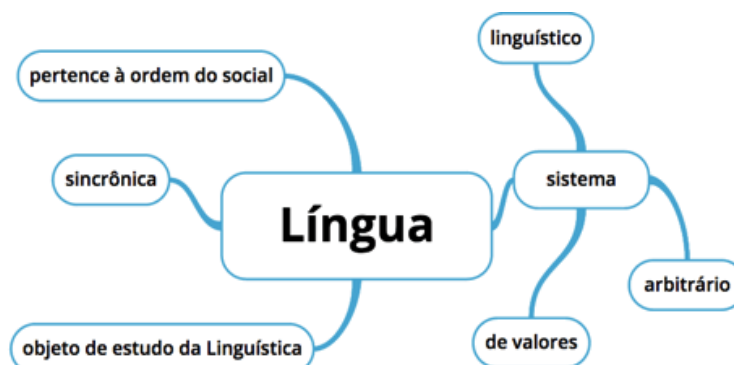 linguístico
pertence à ordem do social
sincrônica
sistema
Língua
arbitrário
de valores
objeto de estudo da Linguística